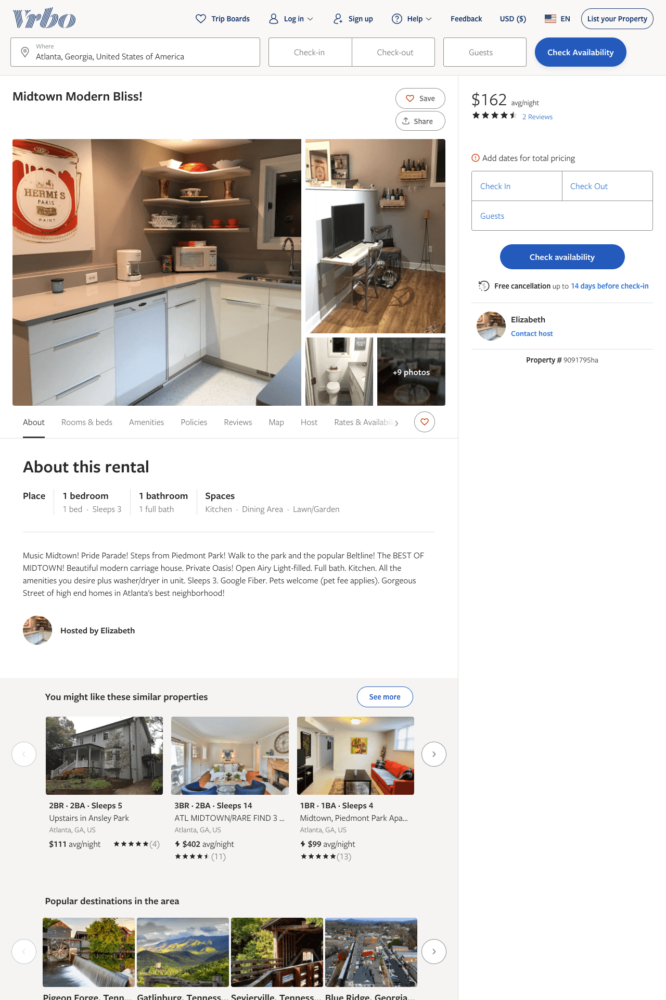 Vrbo
Trip Boards
Log in
Sign up
Help
Feedback
USD ($)
EN
List your Property
Where
Atlanta, Georgia, United States of America
Check-in
Check-out
Guests
Check Availability
Midtown Modern Bliss!
Save
Share
HERMÈS
PARIS
PAINT
+9 photos
$162 avg/night
2 Reviews
Add dates for total pricing
Check In
Check Out
Guests
Check availability
Free cancellation up to 14 days before check-in
Elizabeth
Contact host
Property # 9091795ha
About
Rooms & beds
Amenities
Policies
Reviews
Map
Host
Rates & Availabili
About this rental
Place
1 bedroom
1 bed · Sleeps 3
1 bathroom
1 full bath
Spaces
Kitchen · Dining Area · Lawn/Garden
Music Midtown! Pride Parade! Steps from Piedmont Park! Walk to the park and the popular Beltline! The BEST OF
MIDTOWN! Beautiful modern carriage house. Private Oasis! Open Airy Light-filled. Full bath. Kitchen. All the
amenities you desire plus washer/dryer in unit. Sleeps 3. Google Fiber. Pets welcome (pet fee applies). Gorgeous
Street of high end homes in Atlanta's best neighborhood!
Hosted by Elizabeth
You might like these similar properties
See more
2BR · 2BA · Sleeps 5
Upstairs in Ansley Park
Atlanta, GA, US
$111 avg/night
(4)
3BR · 2BA · Sleeps 14
ATL MIDTOWN/RARE FIND 3 ...
Atlanta, GA, US
$402 avg/night
(11)
1BR · 1BA · Sleeps 4
Midtown, Piedmont Park Apa...
Atlanta, GA, US
$99 avg/night
(13)
Popular destinations in the area
Pigeon Forge, Tenn...
Gatlinburg, Tenness...
Sevierville, Tenness...
Blue Ridge, Georgia...